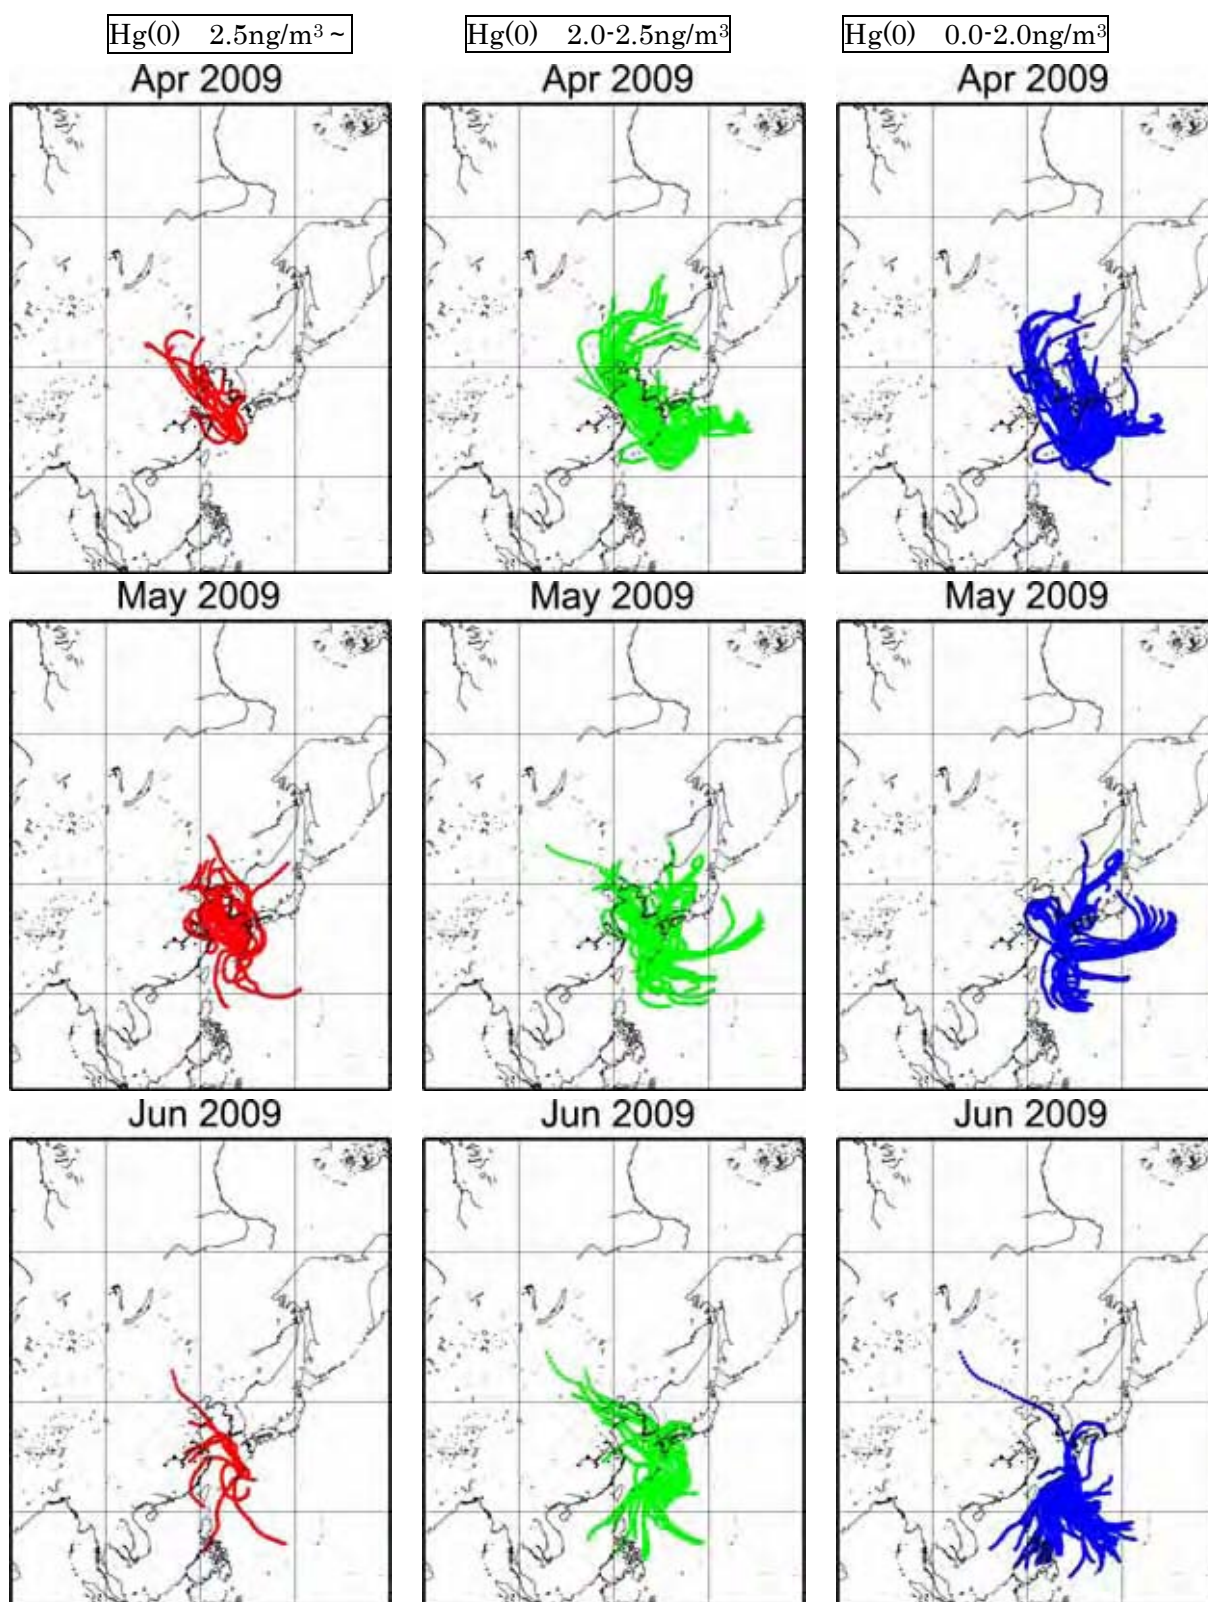 Hg(0) 2.5ng/m³ ~ Hg(0) 2.0-2.5ng/m³ Hg(0) 0.0-2.0ng/m³
Apr 2009 Apr 2009 Apr 2009
May 2009 May 2009 May 2009
Jun 2009 Jun 2009 Jun 2009